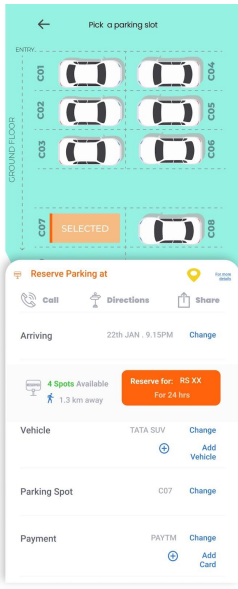 Pick a parking slot
ENTRY
GROUND FLOOR
C01
C04
C02
C05
C03
C06
C07
SELECTED
C08
Reserve Parking at
For more
details
Call
Directions
Share
Arriving
22th JAN . 9.15PM
Change
4 Spots Available
1.3 km away
Reserve for: RS XX
For 24 hrs
Vehicle
TATA SUV
Change
Add
Vehicle
Parking Spot
C07
Change
Payment
PAYTM
Change
Add
Card